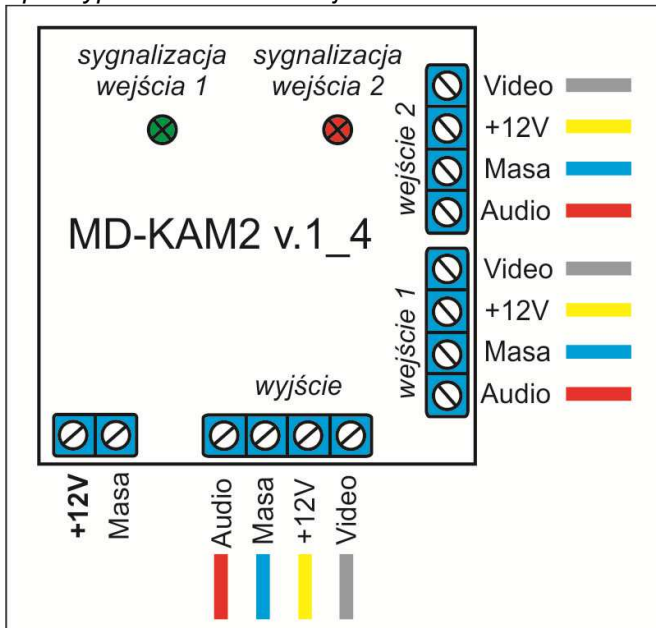 sygnalizacja
wejścia 1
sygnalizacja
wejścia 2
MD-KAM2 v.1_4
wejście 2
Video
+12V
Masa
Audio
wejście 1
Video
+12V
Masa
Audio
wyjście
+12V
Masa
Audio
Masa
+12V
Video